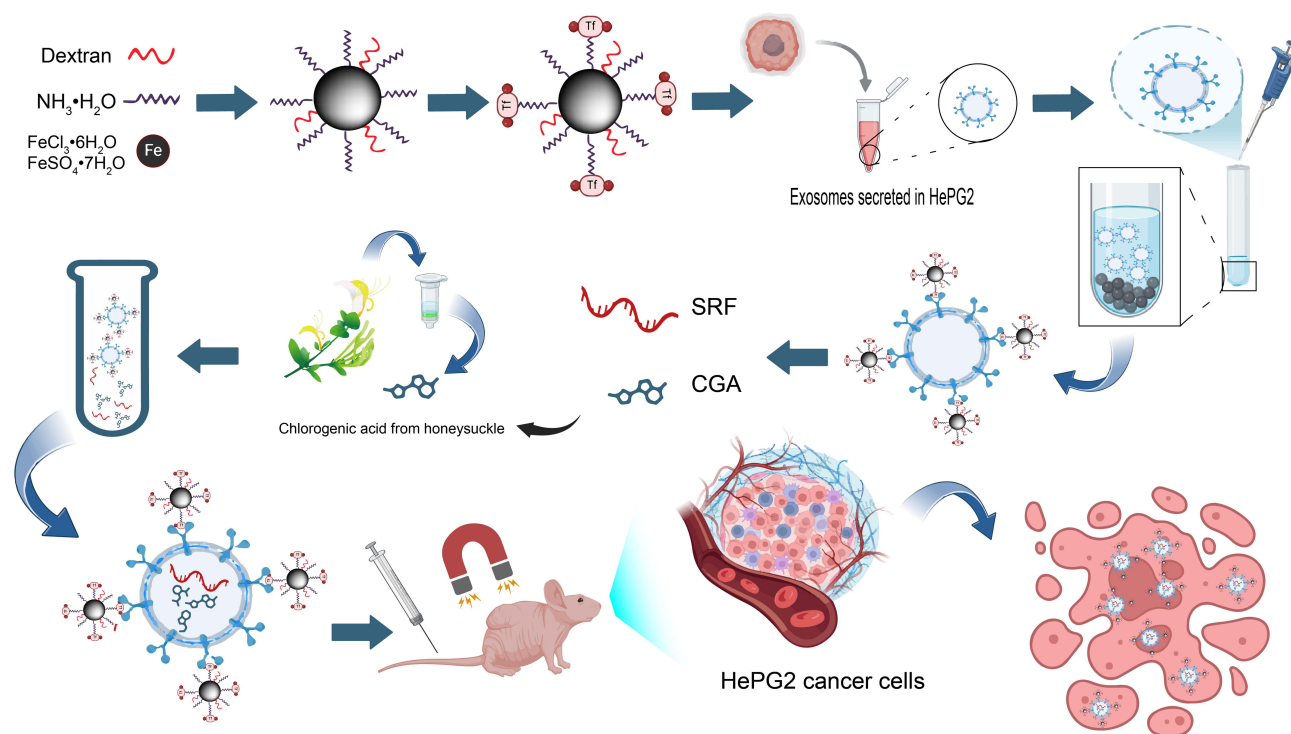 Dextran
NH₃•H₂O
FeCl₃•6H₂O
FeSO₄•7H₂O
Fe
Tf
Tf
Tf
Tf
Exosomes secreted in HePG2
SRF
CGA
Chlorogenic acid from honeysuckle
HePG2 cancer cells